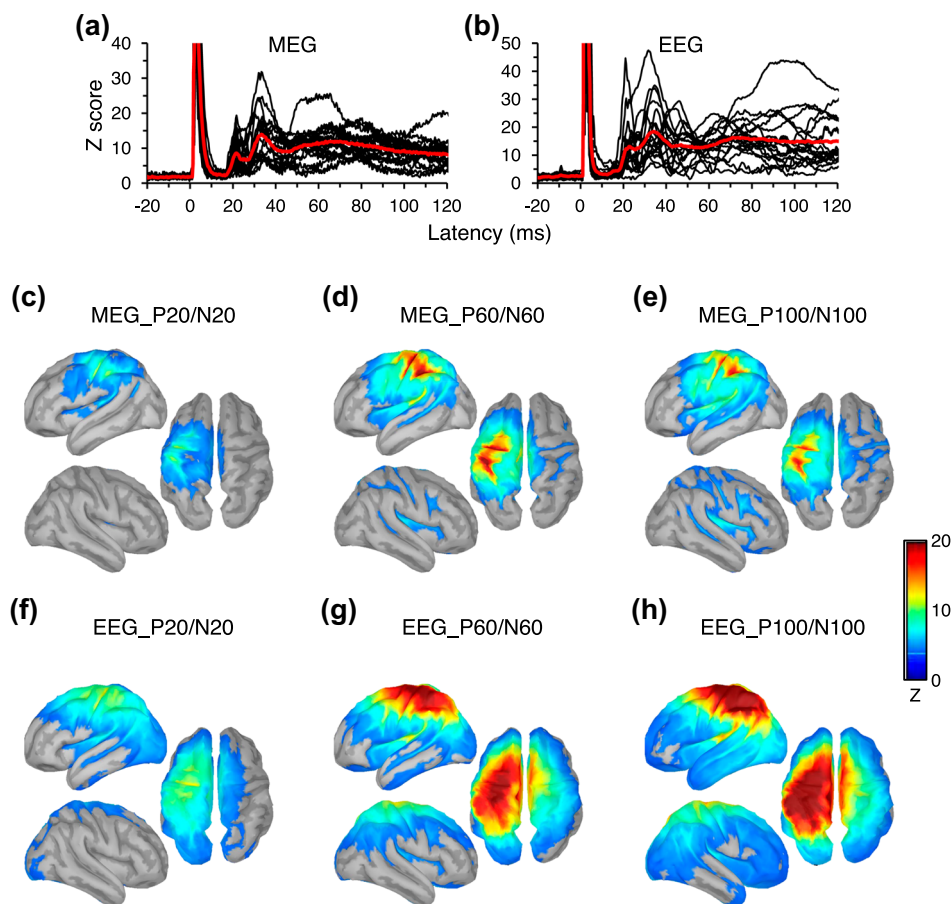 (a) MEG
(b) EEG
Z score
40
30
20
10
0
-20 0 20 40 60 80 100 120
50
40
30
20
10
0
-20 0 20 40 60 80 100 120
Latency (ms)
(c) MEG_P20/N20
(d) MEG_P60/N60
(e) MEG_P100/N100
(f) EEG_P20/N20
(g) EEG_P60/N60
(h) EEG_P100/N100
20
10
0
Z